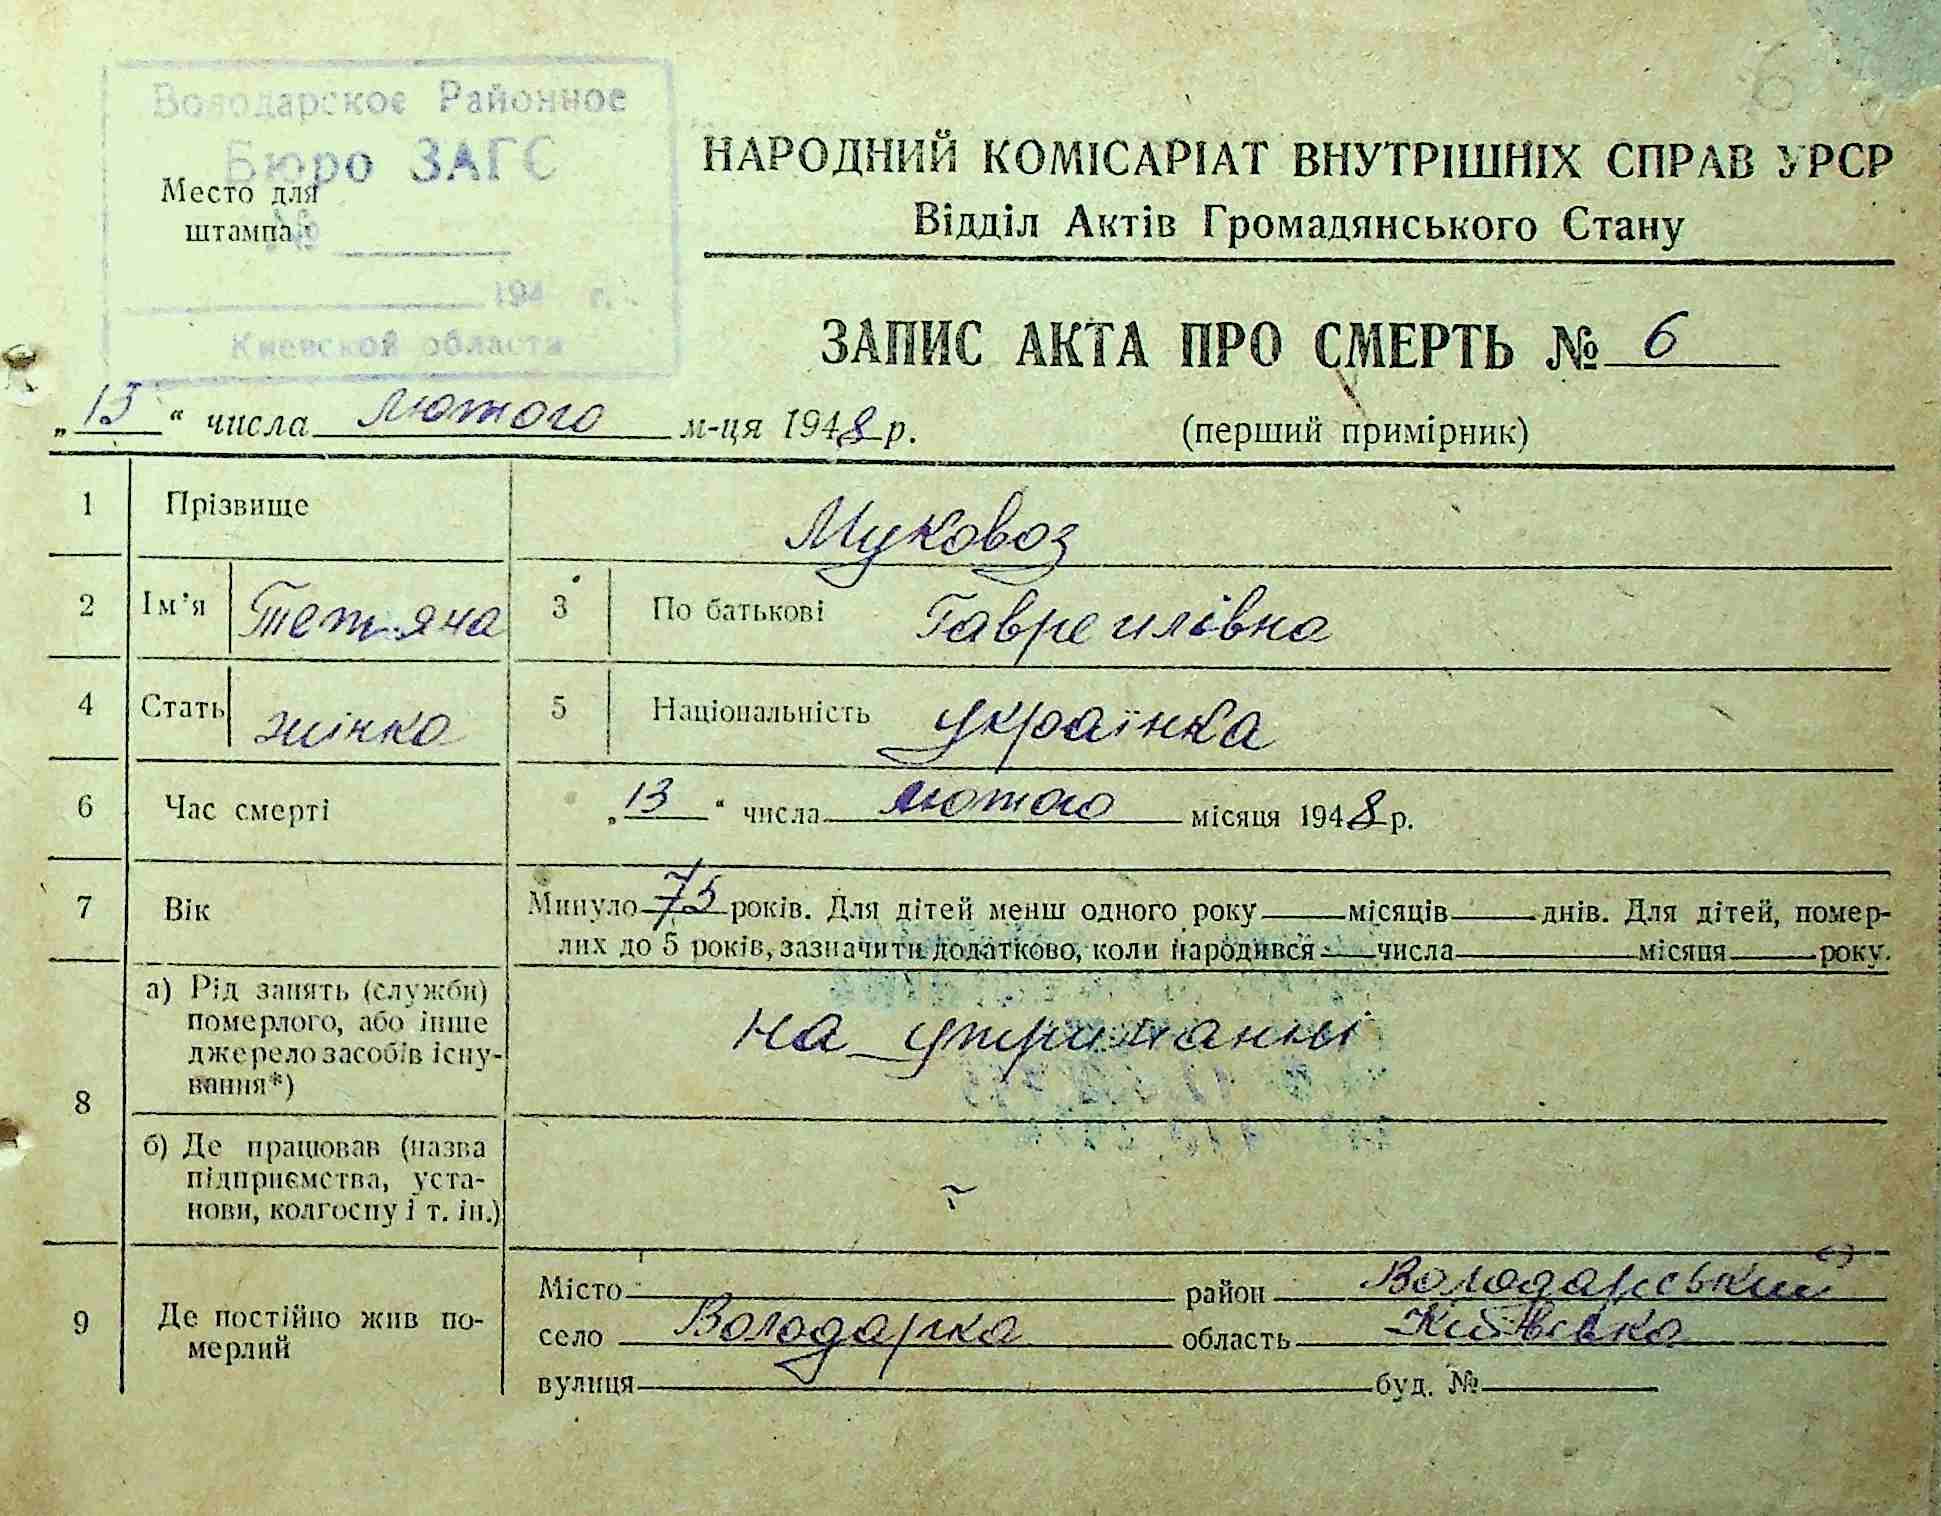 6
Володарское Районное
Бюро ЗАГС
Место для
штампа
№
194 г.
Киевской области
НАРОДНИЙ КОМІСАРІАТ ВНУТРІШНІХ СПРАВ УРСР
Відділ Актів Громадянського Стану
ЗАПИС АКТА ПРО СМЕРТЬ № 6
„13“ числа лютого м-ця 1948 р.
(перший примірник)
1 Прізвище Муковоз
2 Ім’я Тетяна 3 По батькові Гавреилівна
4 Стать жінка 5 Національність українка
6 Час смерті „13“ числа лютого місяця 1948 р.
7 Вік Минуло 75 років. Для дітей менш одного року місяців днів. Для дітей, помер-
лих до 5 років, зазначити додатково, коли народився числа місяця року.
8 а) Рід занять (служби)
померлого, або інше
джерело засобів існу-
вання*)
на утриманні
б) Де працював (назва
підприємства, уста-
нови, колгоспу і т. ін.)
9 Де постійно жив по-
мерлий
Місто район Володарський
село Володарка область Київська
вулиця буд. №